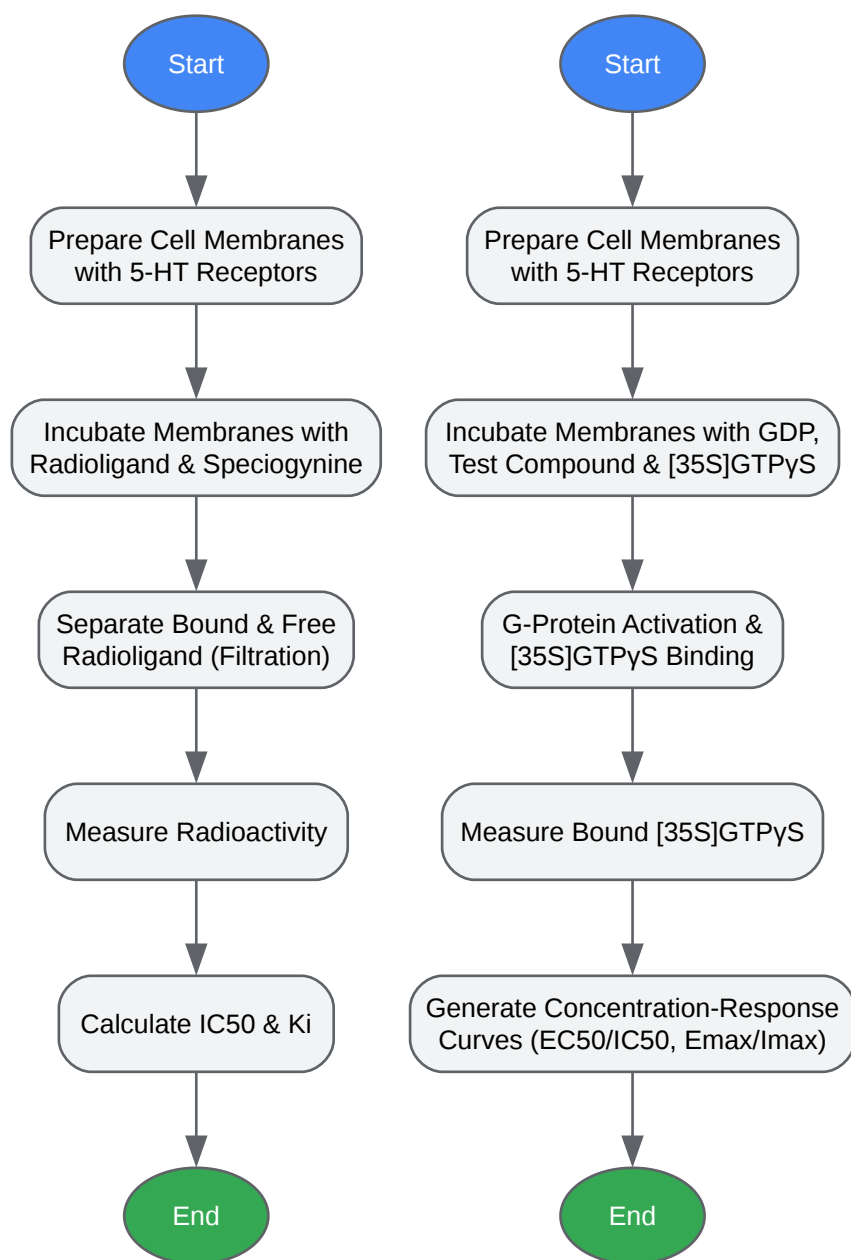 Start
Prepare Cell Membranes
with 5-HT Receptors
Incubate Membranes with
Radioligand & Speciogynine
Separate Bound & Free
Radioligand (Filtration)
Measure Radioactivity
Calculate IC50 & Ki
End
Start
Prepare Cell Membranes
with 5-HT Receptors
Incubate Membranes with GDP,
Test Compound & [35S]GTPγS
G-Protein Activation &
[35S]GTPγS Binding
Measure Bound [35S]GTPγS
Generate Concentration-Response
Curves (EC50/IC50, Emax/Imax)
End